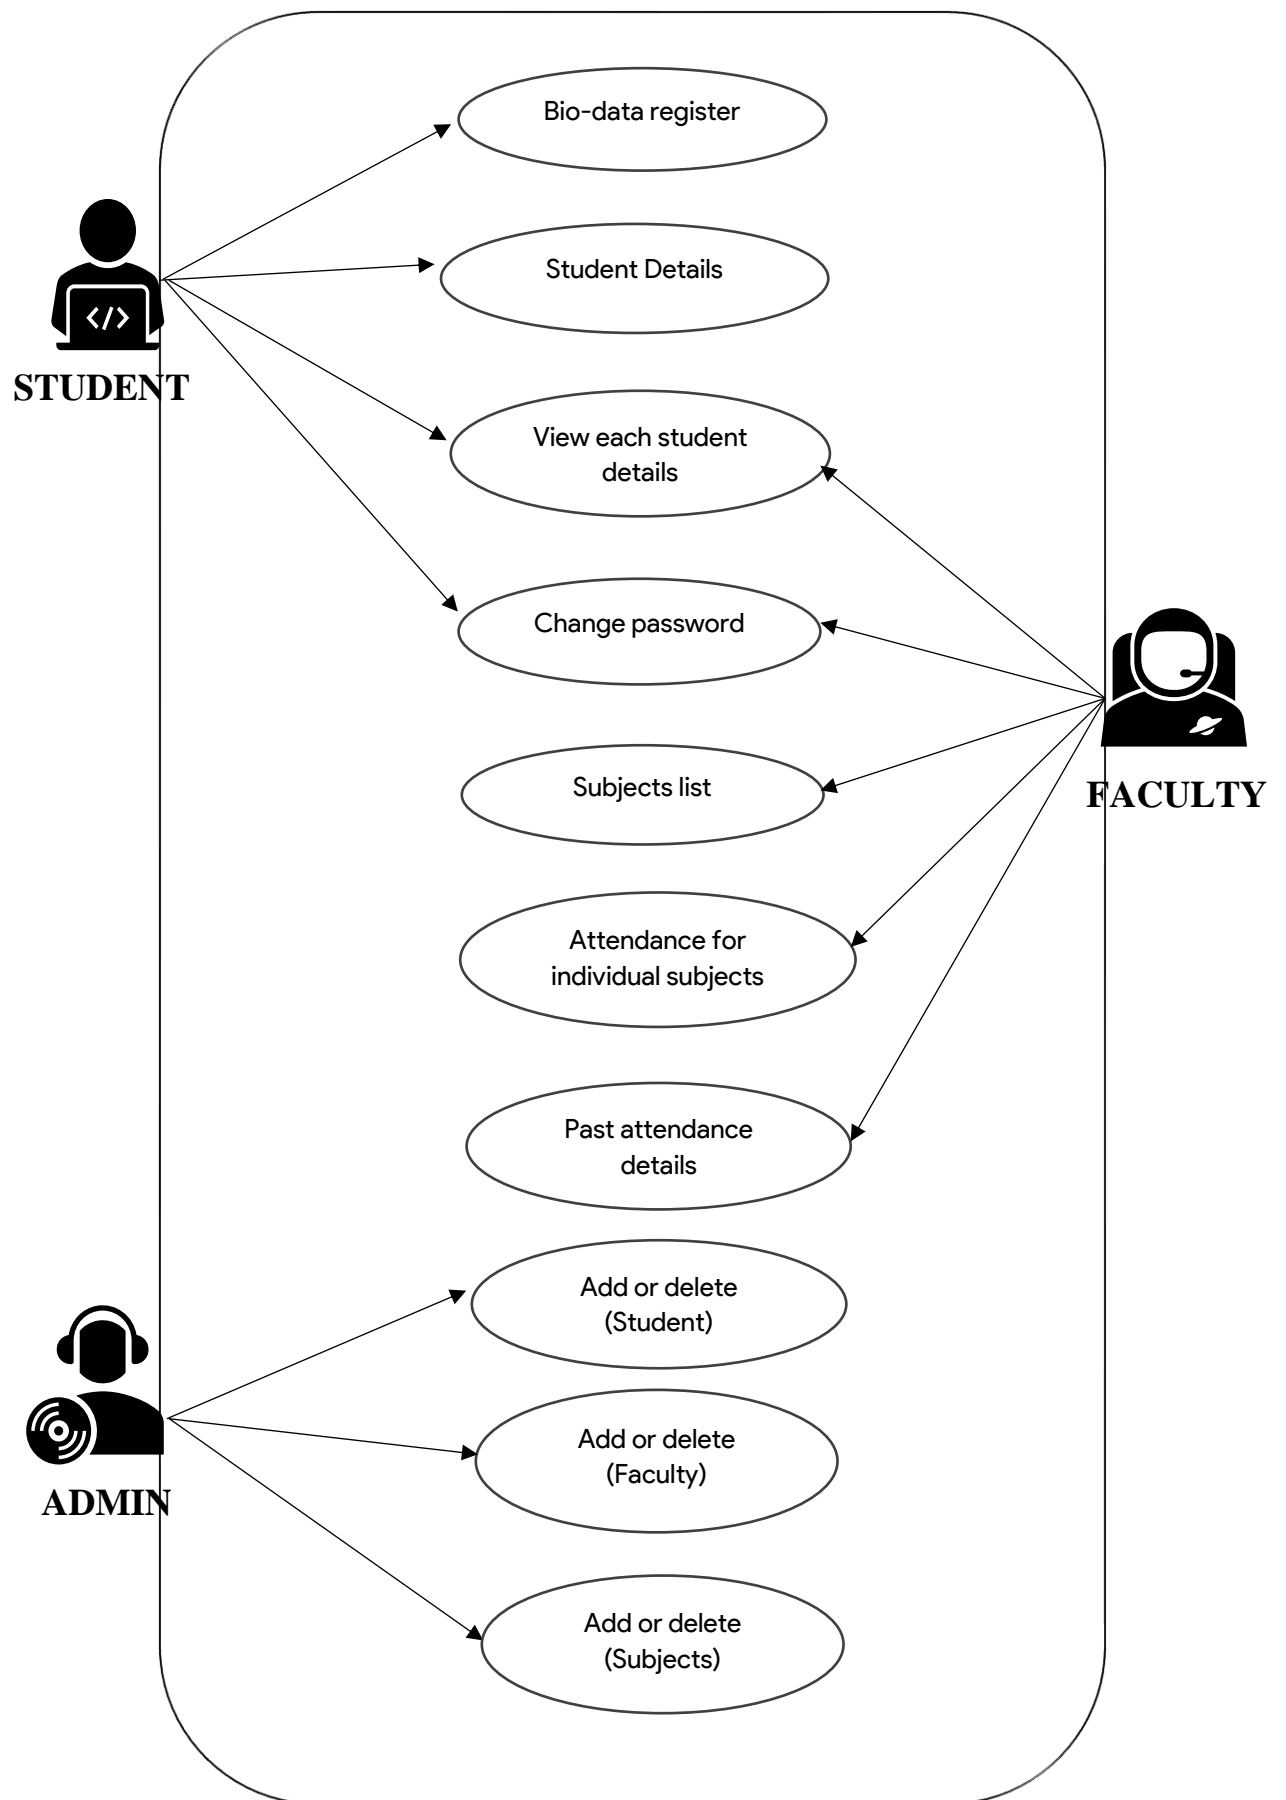 Bio-data register
Student Details
STUDENT
View each student
details
Change password
Subjects list
FACULTY
Attendance for
individual subjects
Past attendance
details
Add or delete
(Student)
Add or delete
(Faculty)
ADMIN
Add or delete
(Subjects)